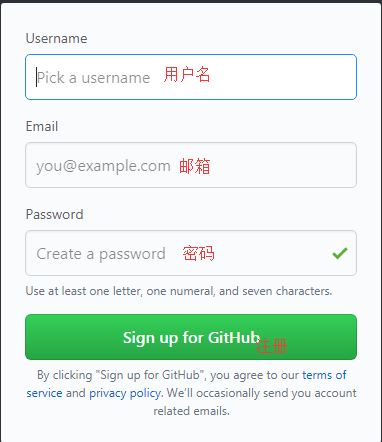 Username
Pick a username 用户名
Email
you@example.com 邮箱
Password
Create a password 密码
Use at least one letter, one numeral, and seven characters.
Sign up for GitHub 注册
By clicking "Sign up for GitHub", you agree to our terms of
service and privacy policy. We'll occasionally send you account
related emails.